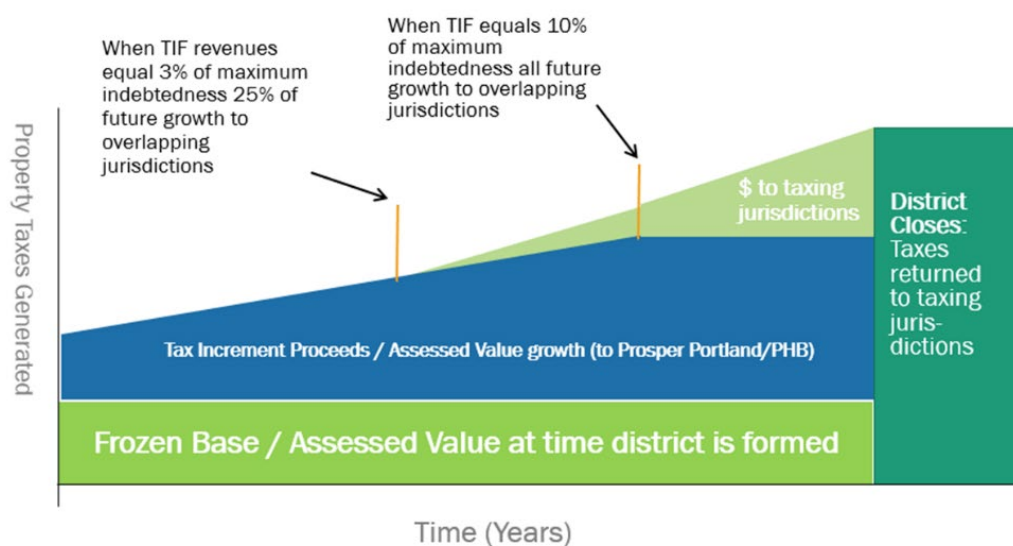 When TIF revenues
equal 3% of maximum
indebtedness 25% of
future growth to
overlapping
jurisdictions
When TIF equals 10%
of maximum
indebtedness all future
growth to overlapping
jurisdictions
Property Taxes Generated
$ to taxing
jurisdictions
District
Closes:
Taxes
returned
to taxing
juris-
dictions
Tax Increment Proceeds / Assessed Value growth (to Prosper Portland/PHB)
Frozen Base / Assessed Value at time district is formed
Time (Years)